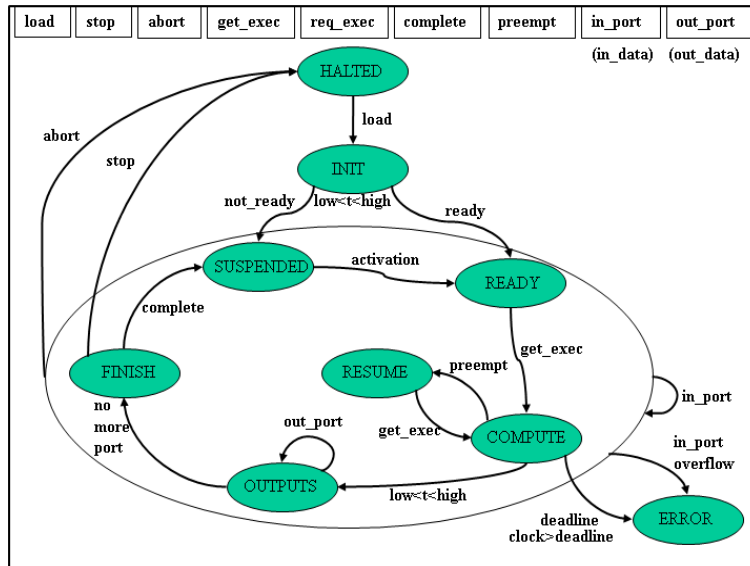 load stop abort get_exec req_exec complete preempt in_port out_port
(in_data) (out_data)
HALTED
abort
load
stop
INIT
not_ready
low<t<high
ready
SUSPENDED
activation
READY
complete
get_exec
FINISH
RESUME
preempt
in_port
no
more
port
out_port
get_exec
COMPUTE
in_port
overflow
OUTPUTS
low<t<high
deadline
clock>deadline
ERROR